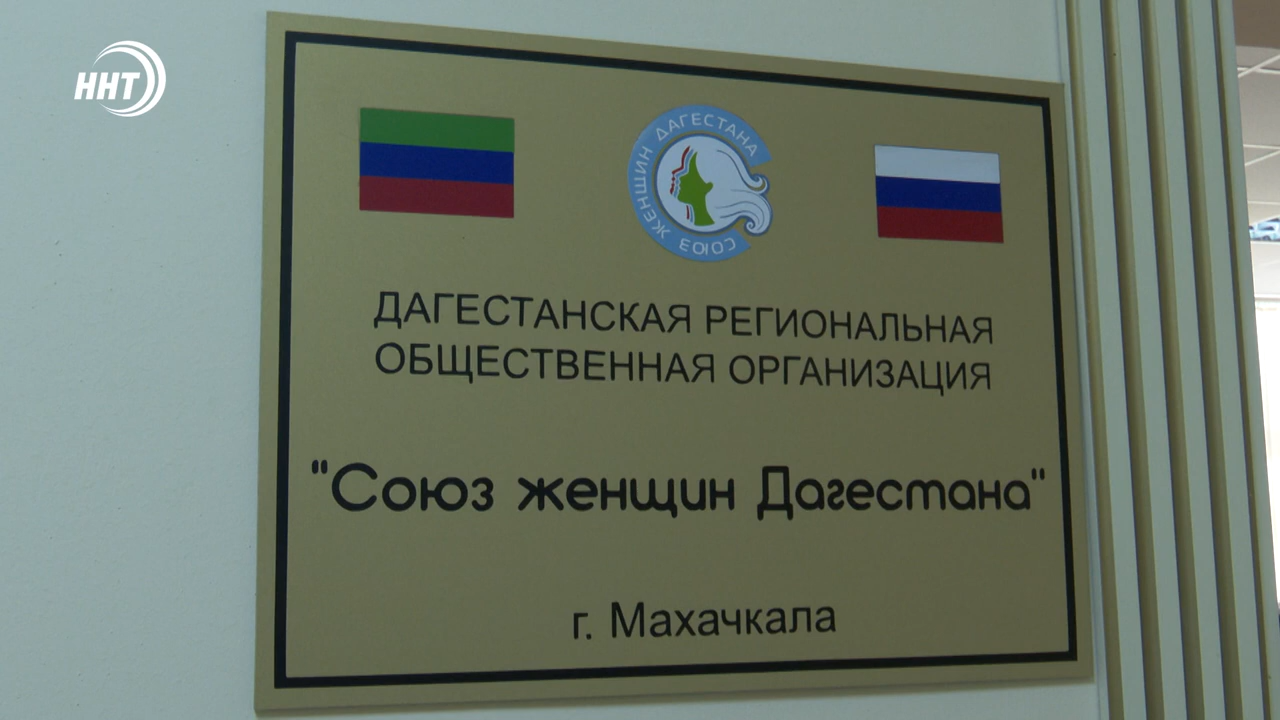 ННТ
СОЮЗ ЖЕНЩИН ДАГЕСТАНА
ДАГЕСТАНСКАЯ РЕГИОНАЛЬНАЯ
ОБЩЕСТВЕННАЯ ОРГАНИЗАЦИЯ
"Союз женщин Дагестана"
г. Махачкала